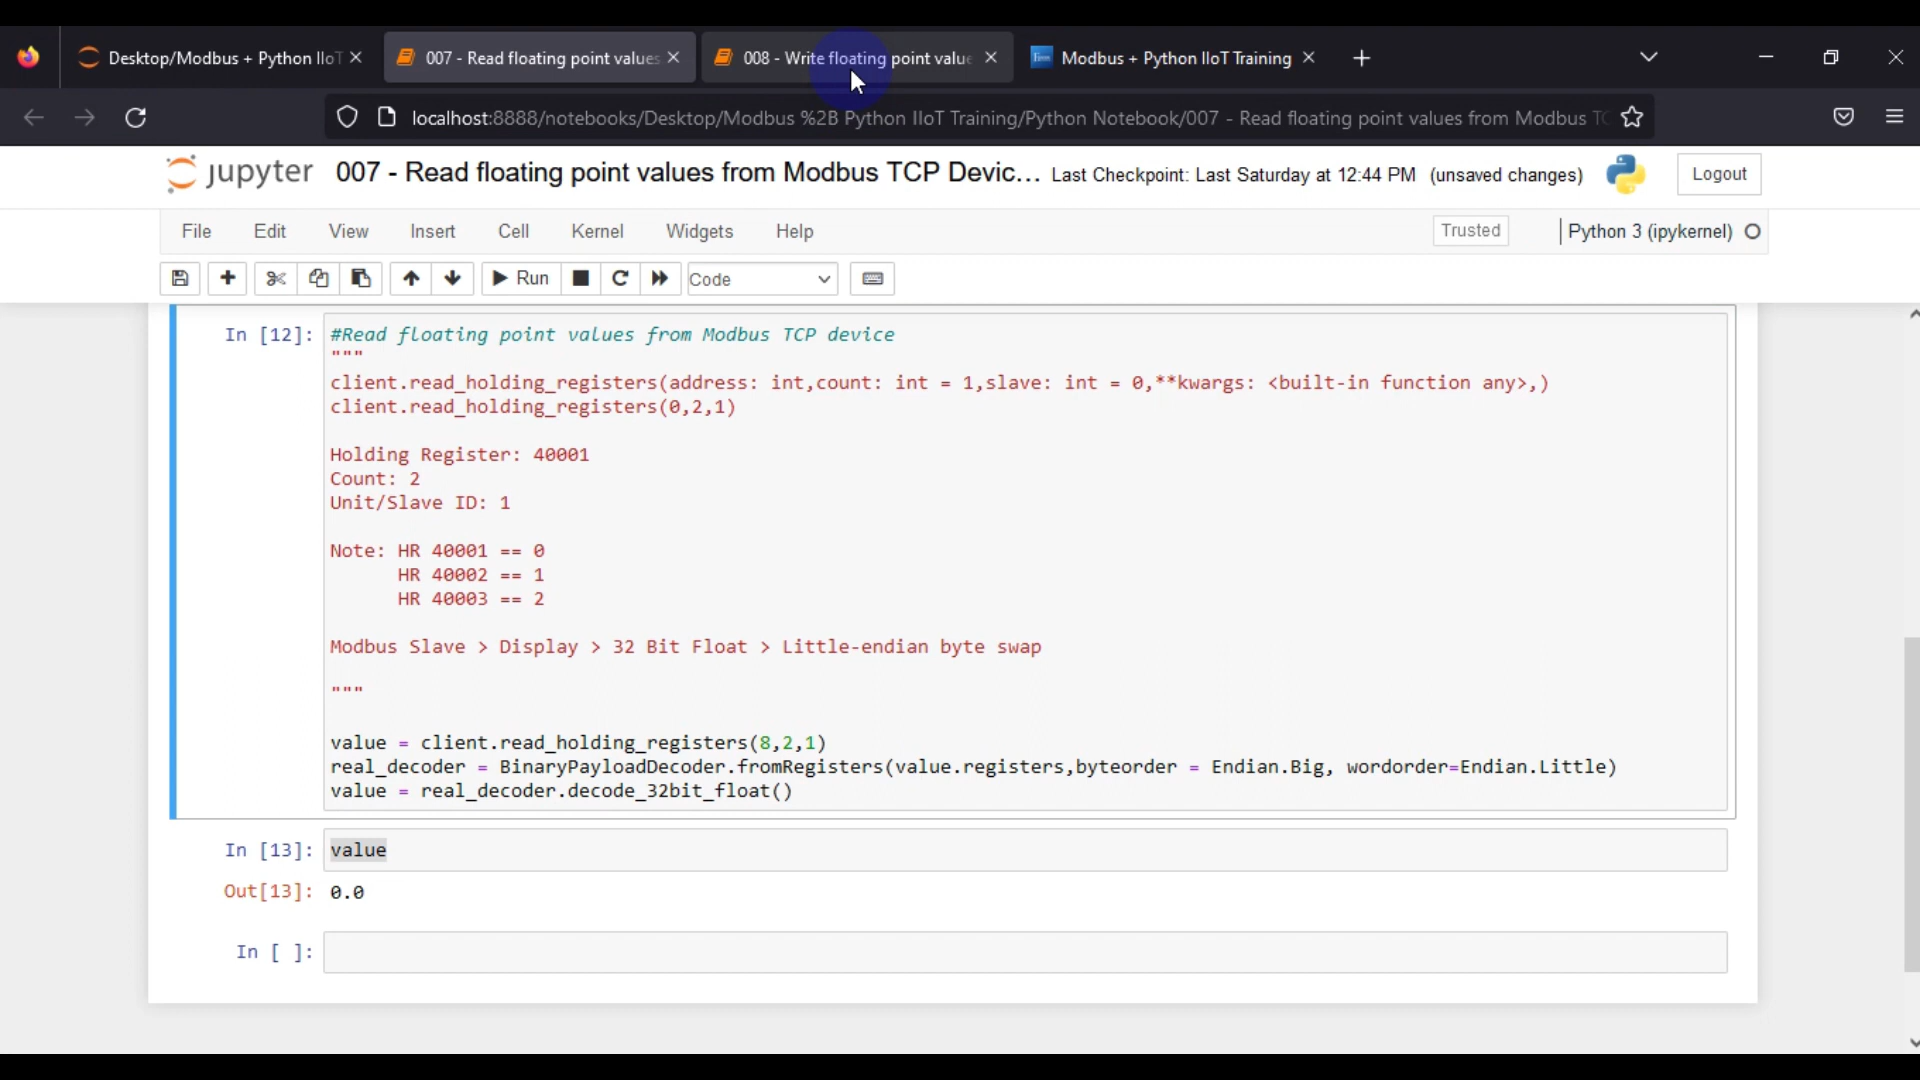 Desktop/Modbus + Python IIoT
007 - Read floating point values
008 - Write floating point value
Modbus + Python IIoT Training
localhost:8888/notebooks/Desktop/Modbus %2B Python IIoT Training/Python Notebook/007 - Read floating point values from Modbus TC
jupyter 007 - Read floating point values from Modbus TCP Devic... Last Checkpoint: Last Saturday at 12:44 PM (unsaved changes) Logout
File Edit View Insert Cell Kernel Widgets Help Trusted Python 3 (ipykernel)
Run Code
In [12]: #Read floating point values from Modbus TCP device
"""
client.read_holding_registers(address: int,count: int = 1,slave: int = 0,**kwargs: <built-in function any>,)
client.read_holding_registers(0,2,1)
Holding Register: 40001
Count: 2
Unit/Slave ID: 1
Note: HR 40001 == 0
HR 40002 == 1
HR 40003 == 2
Modbus Slave > Display > 32 Bit Float > Little-endian byte swap
"""
value = client.read_holding_registers(8,2,1)
real_decoder = BinaryPayloadDecoder.fromRegisters(value.registers,byteorder = Endian.Big, wordorder=Endian.Little)
value = real_decoder.decode_32bit_float()
In [13]: value
Out[13]: 0.0
In [ ]: